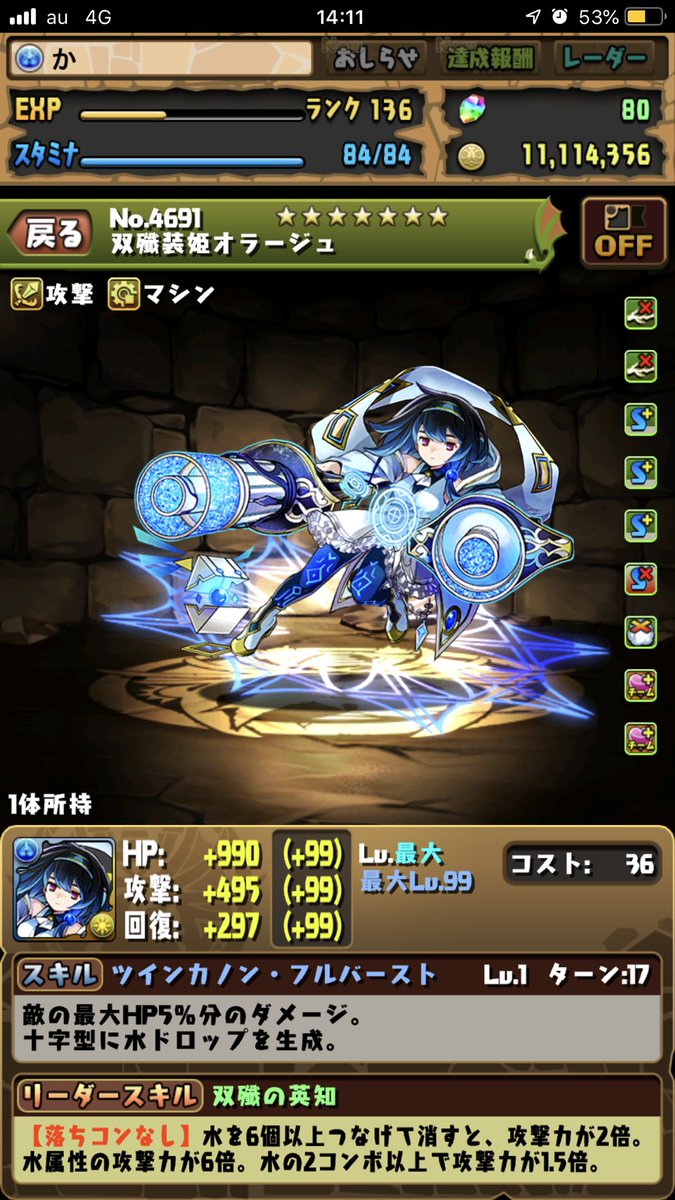 au 4G 14:11 53%
か おしらせ 達成報酬 レーダー
EXP ランク 136 80
スタミナ 84/84 11,114,356
戻る No.4691 ★★★★★★★ OFF
双殲装姫オラージュ
攻撃 マシン
チーム
チーム
1体所持
HP: +990 (+99) Lv.最大 コスト: 36
攻撃: +495 (+99) 最大Lv.99
回復: +297 (+99)
スキル ツインカノン・フルバースト Lv.1 ターン:17
敵の最大HP5%分のダメージ。
十字型に水ドロップを生成。
リーダースキル 双殲の英知
【落ちコンなし】水を6個以上つなげて消すと、攻撃力が2倍。
水属性の攻撃力が6倍。水の2コンボ以上で攻撃力が1.5倍。